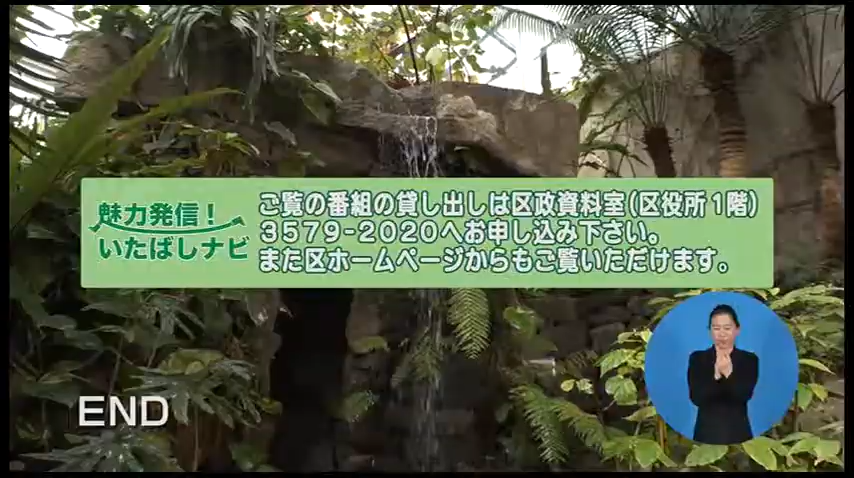 魅力発信！
いたばしナビ
ご覧の番組の貸し出しは区政資料室（区役所１階）
３５７９-２０２０へお申し込み下さい。
また区ホームページからもご覧いただけます。
END